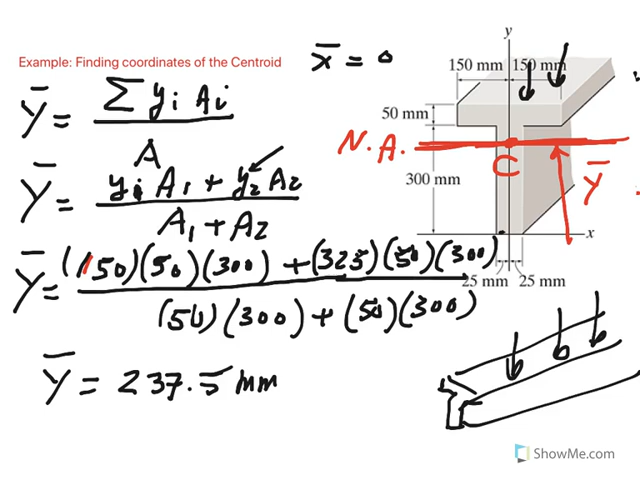 Example: Finding coordinates of the Centroid
x̄ = 0
y
150 mm 150 mm
Ȳ = Σ yi Ai / A
50 mm
N.A.
C
Ȳ
300 mm
Ȳ = y1 A1 + y2 A2 / A1 + A2
x
Ȳ = (150)(50)(300) + (325)(50)(300) / (50)(300) + (50)(300)
25 mm 25 mm
Ȳ = 237.5 mm
ShowMe.com